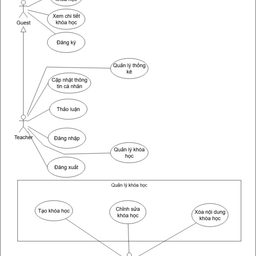 khóa học
Xem chi tiết
khóa học
Guest
Đăng ký
Quản lý thống
kê
Cập nhật thông
tin cá nhân
Thảo luận
Teacher
Đăng nhập
Quản lý khóa
học
Đăng xuất
Quản lý khóa học
Tạo khóa học
Chỉnh sửa
khóa học
Xóa nội dung
khóa học